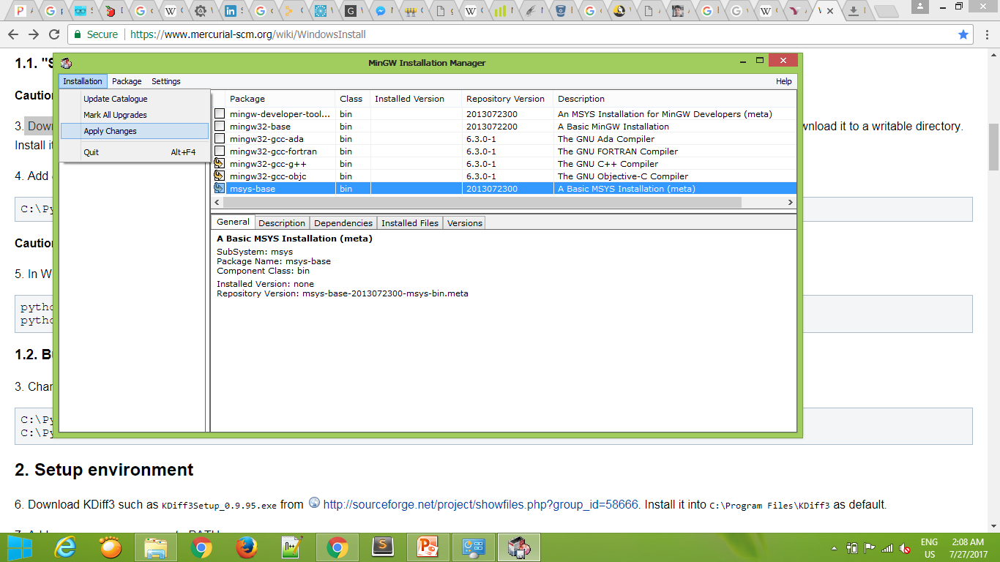 Secure https://www.mercurial-scm.org/wiki/WindowsInstall
1.1. "S
MinGW Installation Manager
Installation Package Settings Help
Update Catalogue
Mark All Upgrades
Apply Changes
Quit Alt+F4
Package Class Installed Version Repository Version Description
mingw-developer-tool... bin 2013072300 An MSYS Installation for MinGW Developers (meta)
mingw32-base bin 2013072200 A Basic MinGW Installation
mingw32-gcc-ada bin 6.3.0-1 The GNU Ada Compiler
mingw32-gcc-fortran bin 6.3.0-1 The GNU FORTRAN Compiler
mingw32-gcc-g++ bin 6.3.0-1 The GNU C++ Compiler
mingw32-gcc-objc bin 6.3.0-1 The GNU Objective-C Compiler
msys-base bin 2013072300 A Basic MSYS Installation (meta)
General Description Dependencies Installed Files Versions
A Basic MSYS Installation (meta)
SubSystem: msys
Package Name: msys-base
Component Class: bin
Installed Version: none
Repository Version: msys-base-2013072300-msys-bin.meta
Caution
3. Down wnload it to a writable directory.
Install it
4. Add
C:\Py
Caution
5. In W
pytho
pytho
1.2. Bu
3. Chan
C:\Py
C:\Py
2. Setup environment
6. Download KDiff3 such as KDiff3Setup_0.9.95.exe from http://sourceforge.net/project/showfiles.php?group_id=58666. Install it into C:\Program Files\KDiff3 as default.
ENG 2:08 AM
US 7/27/2017